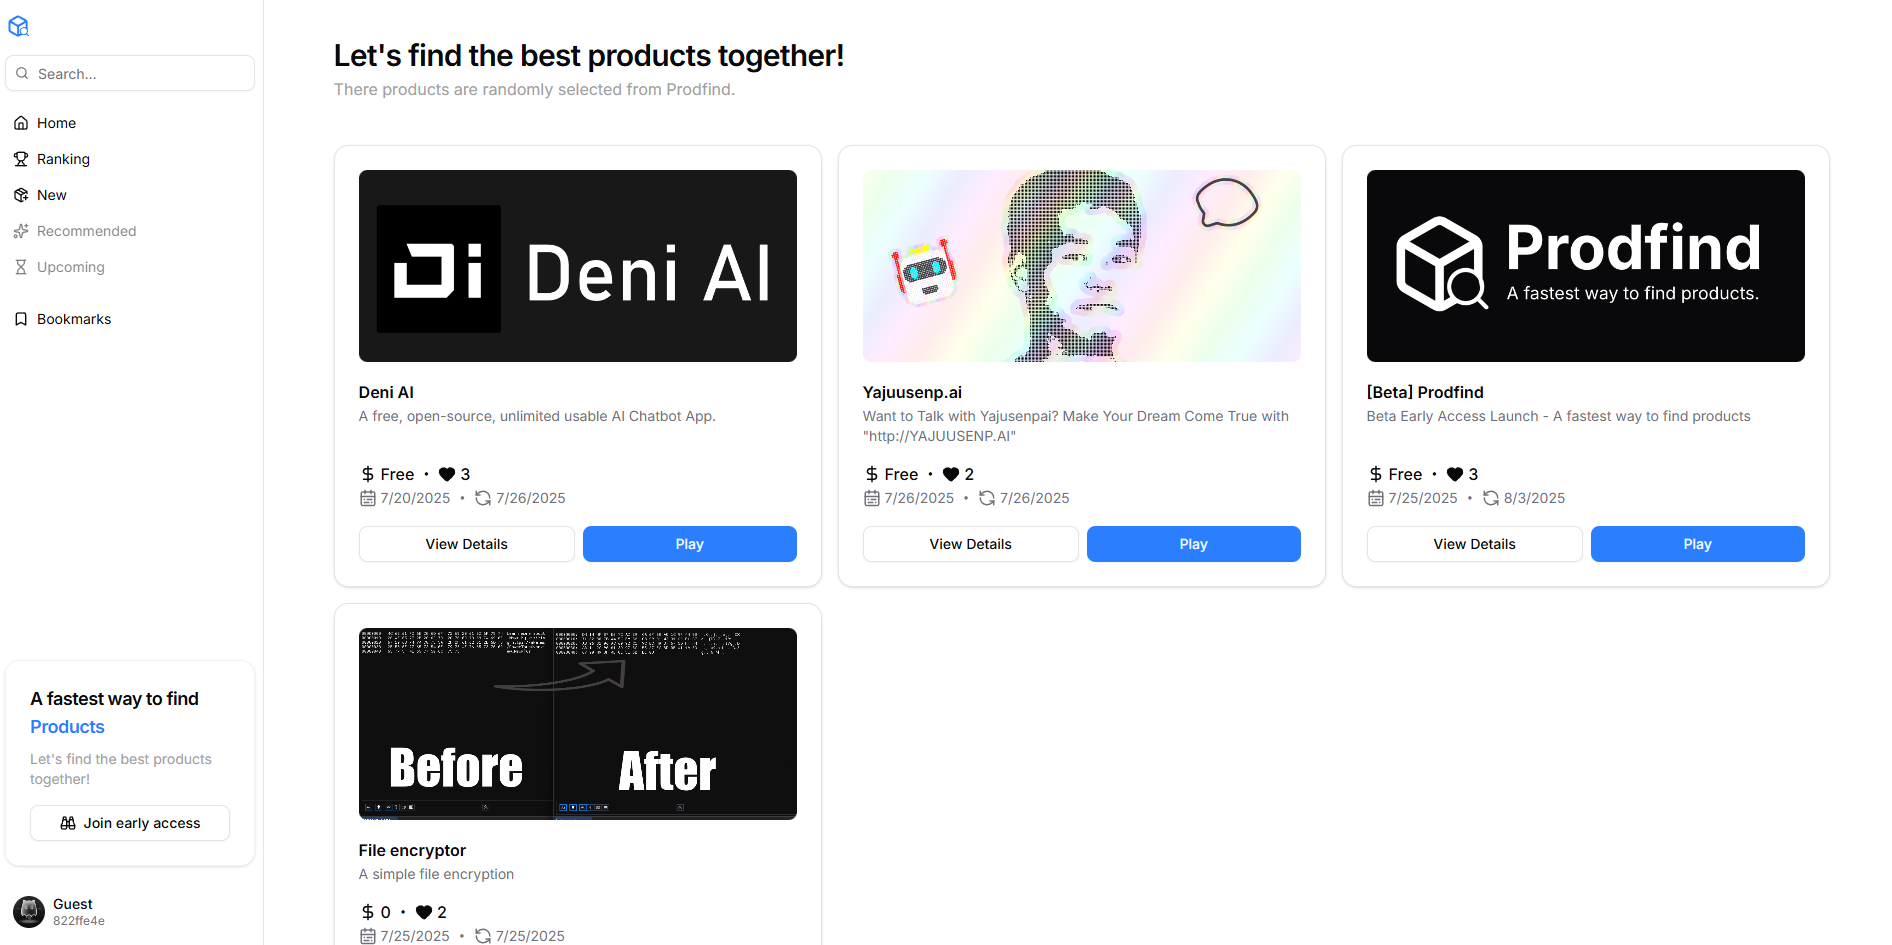 Search...
Home
Ranking
New
Recommended
Upcoming
Bookmarks
A fastest way to find
Products
Let's find the best products
together!
Join early access
Guest
822ffe4e
Let's find the best products together!
There products are randomly selected from Prodfind.
Di Deni AI
Deni AI
A free, open-source, unlimited usable AI Chatbot App.
Free • 3
7/20/2025 • 7/26/2025
View Details Play
Yajuusenp.ai
Want to Talk with Yajusenpai? Make Your Dream Come True with
"http://YAJUUSENP.AI"
Free • 2
7/26/2025 • 7/26/2025
View Details Play
Prodfind
A fastest way to find products.
[Beta] Prodfind
Beta Early Access Launch - A fastest way to find products
Free • 3
7/25/2025 • 8/3/2025
View Details Play
Before After
File encryptor
A simple file encryption
$ 0 • 2
7/25/2025 • 7/25/2025